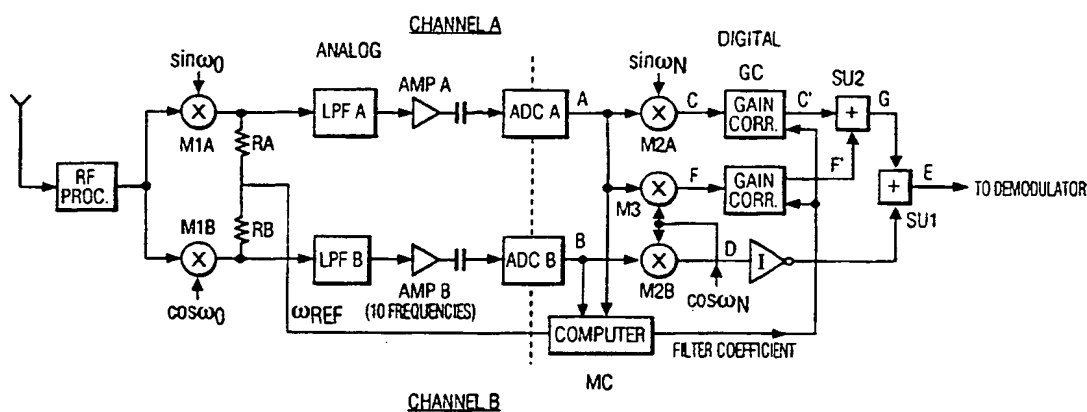 CHANNEL A
ANALOG
DIGITAL
sinω0
AMP A
sinωN
GC
SU2
X
LPF A
ADC A
A
X
C
GAIN
CORR.
C'
+
G
M1A
RA
M2A
RF
PROC.
X
F
GAIN
CORR.
F'
+
E
TO DEMODULATOR
M3
SU1
M1B
RB
X
LPF B
ADC B
B
X
D
I
AMP B
(10 FREQUENCIES)
M2B
cosωN
cosω0
ωREF
COMPUTER
FILTER COEFFICIENT
MC
CHANNEL B